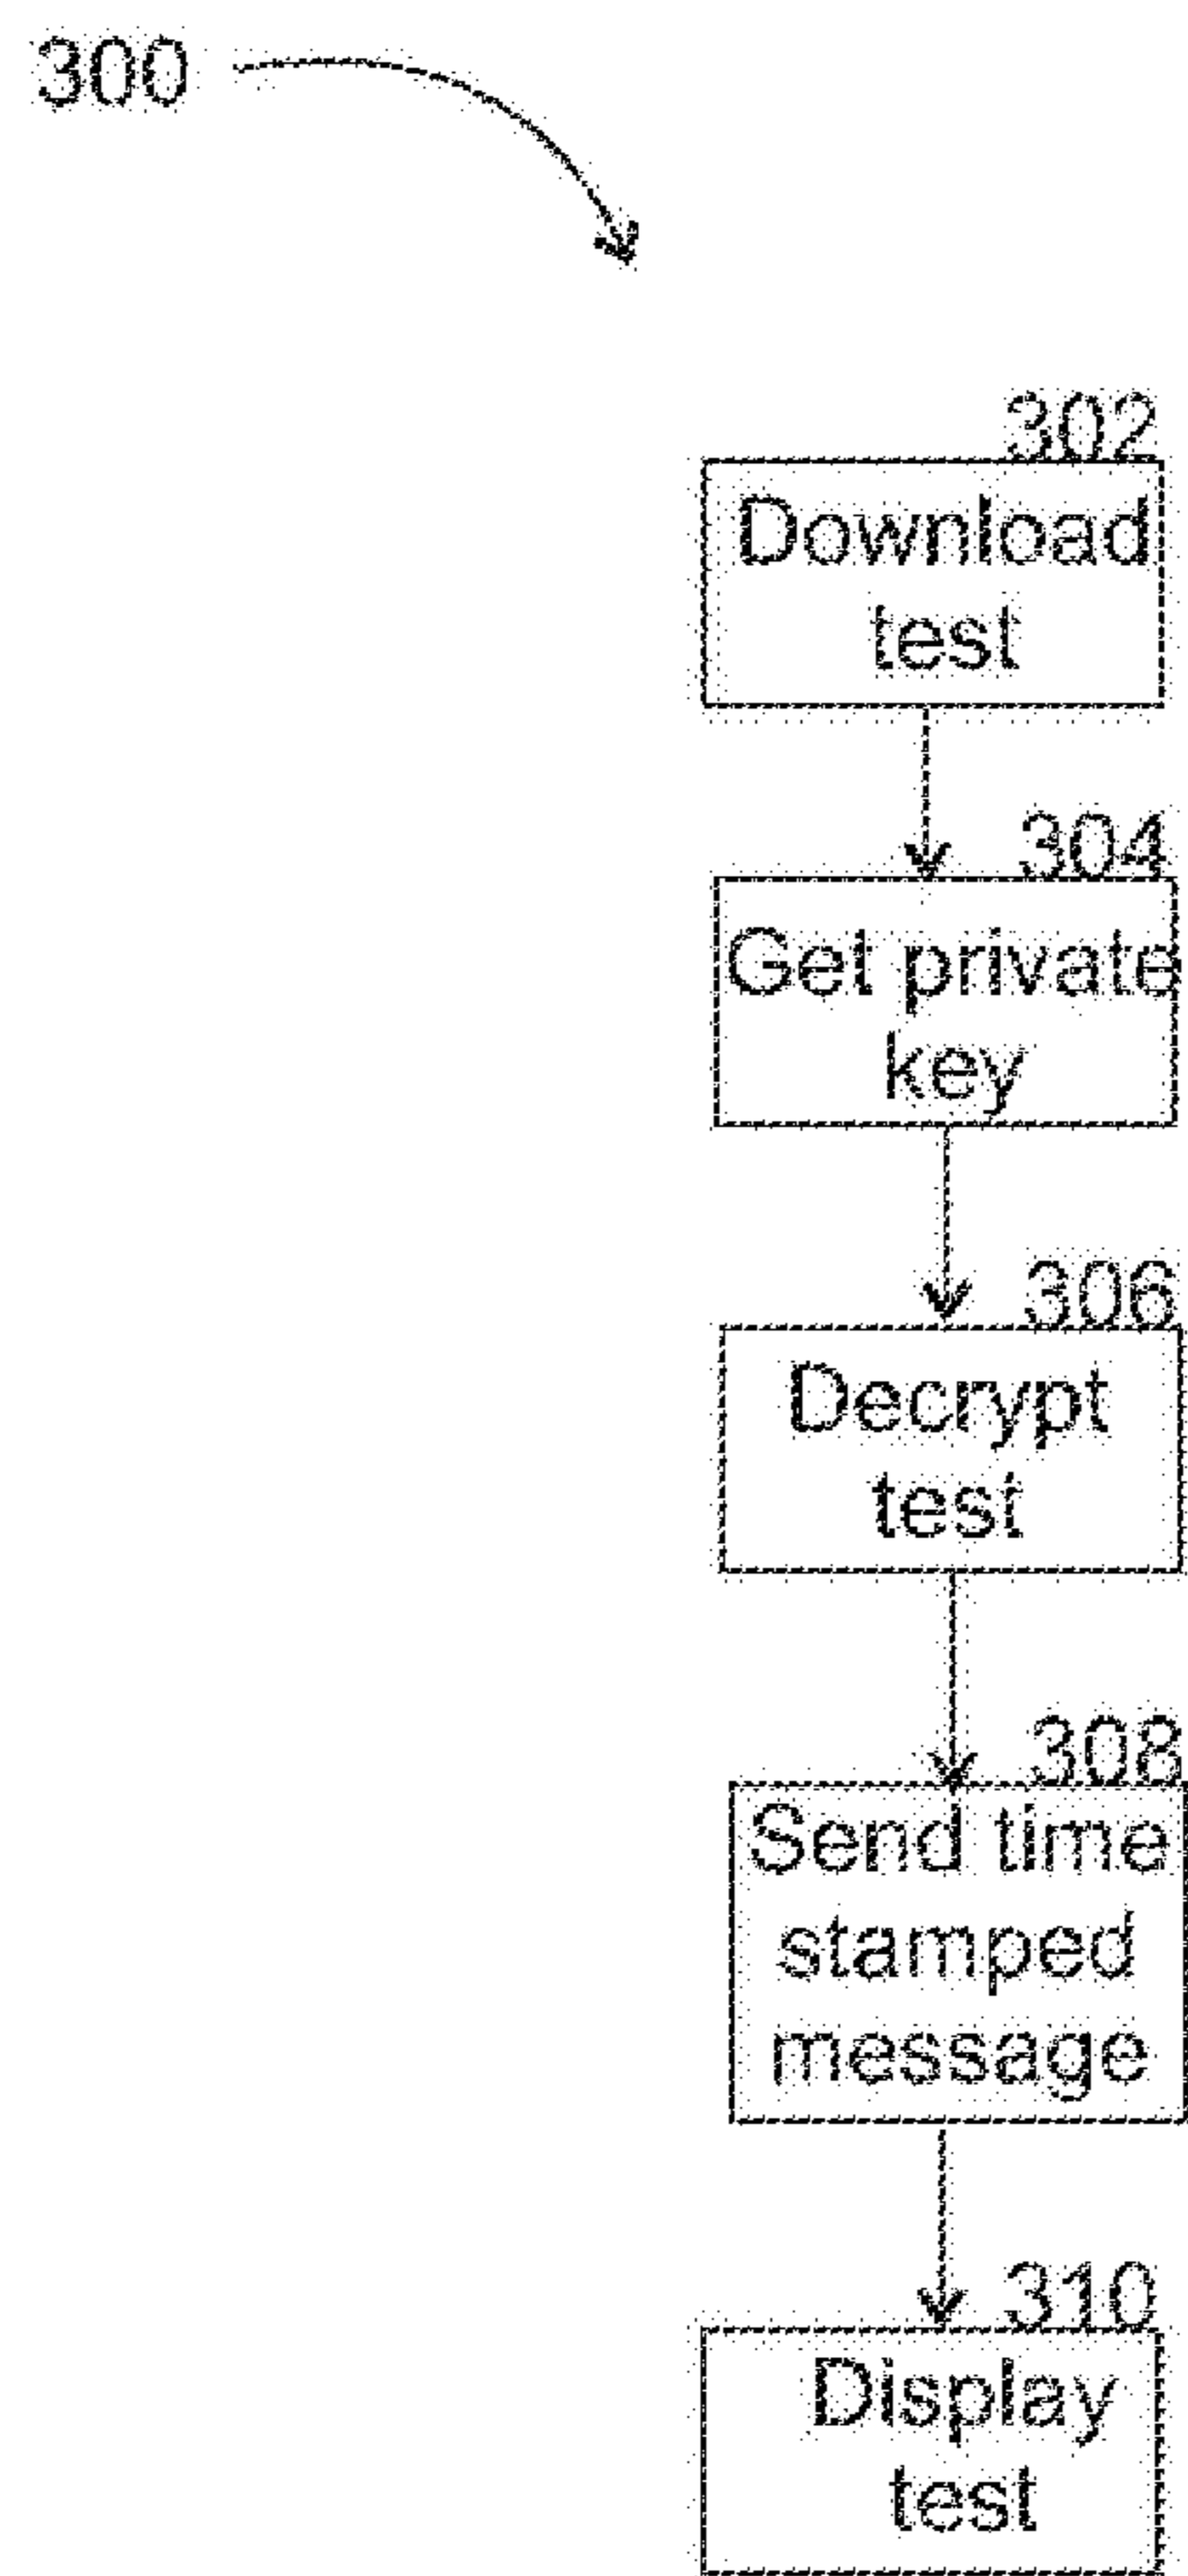 300
302
Download
test
304
Get private
key
306
Decrypt
test
308
Send time
stamped
message
310
Display
test